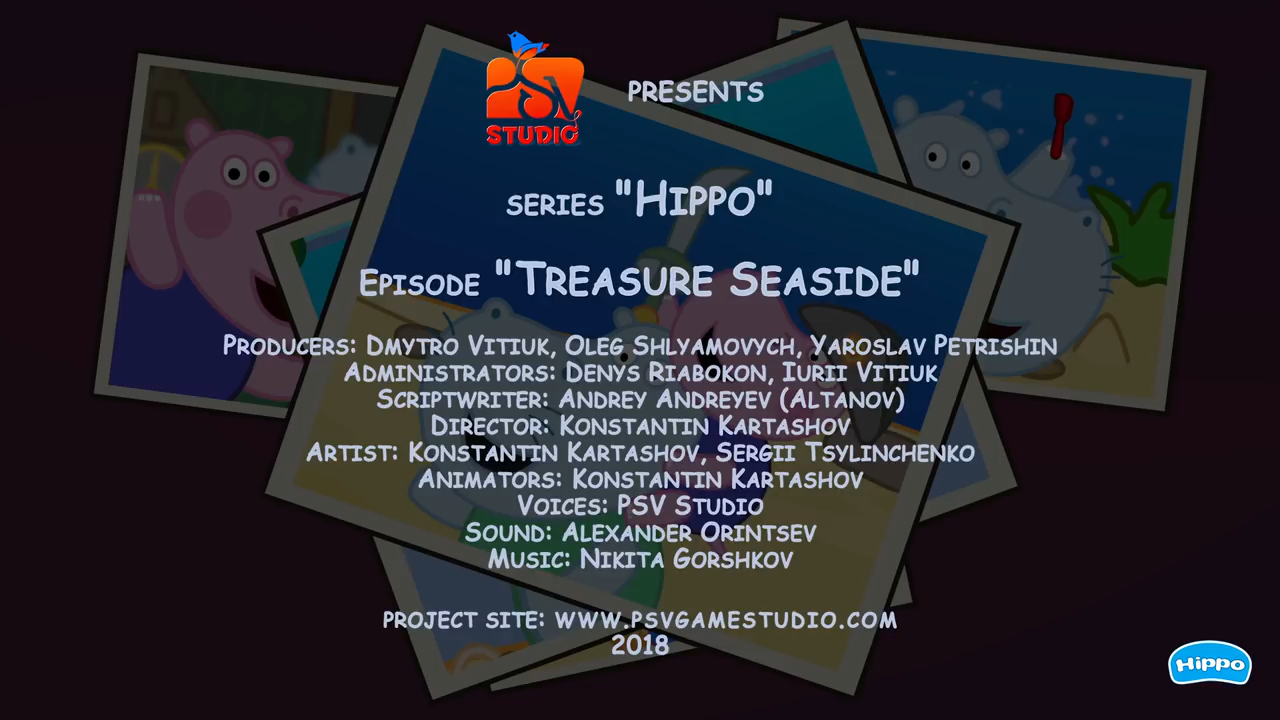 PSV
STUDIO
PRESENTS
SERIES "HIPPO"
EPISODE "TREASURE SEASIDE"
PRODUCERS: DMYTRO VITIUK, OLEG SHLYAMOVYCH, YAROSLAV PETRISHIN
ADMINISTRATORS: DENYS RIABOKON, IURII VITIUK
SCRIPTWRITER: ANDREY ANDREYEV (ALTANOV)
DIRECTOR: KONSTANTIN KARTASHOV
ARTIST: KONSTANTIN KARTASHOV, SERGII TSYLINCHENKO
ANIMATORS: KONSTANTIN KARTASHOV
VOICES: PSV STUDIO
SOUND: ALEXANDER ORINTSEV
MUSIC: NIKITA GORSHKOV
PROJECT SITE: WWW.PSVGAMESTUDIO.COM
2018
Hippo